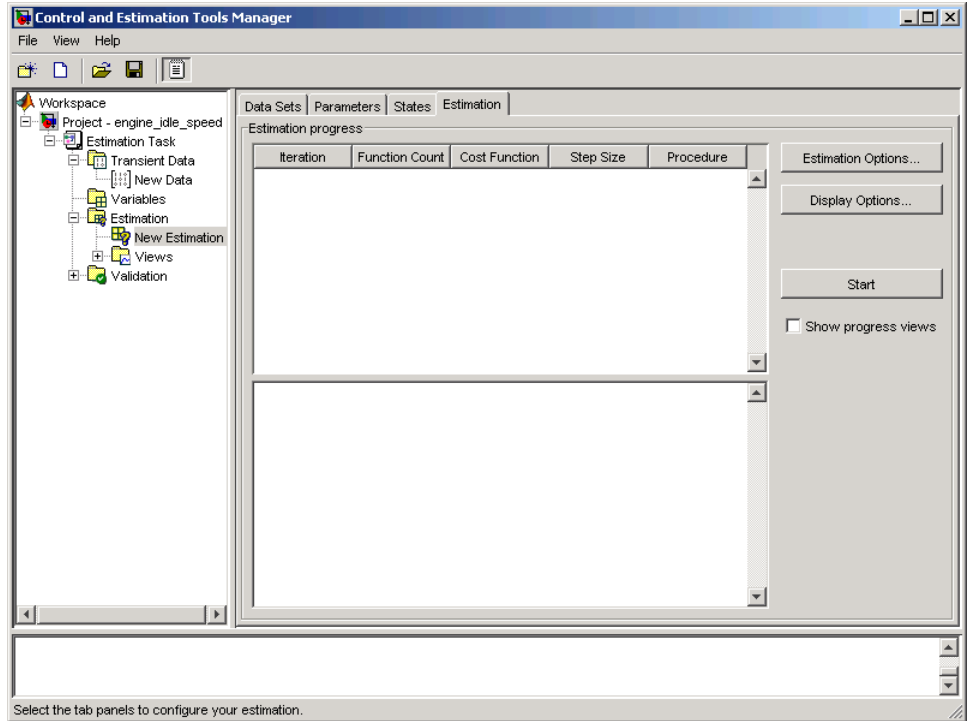 Control and Estimation Tools Manager
File View Help
Workspace
Project - engine_idle_speed
Estimation Task
Transient Data
New Data
Variables
Estimation
New Estimation
Views
Validation
Data Sets Parameters States Estimation
Estimation progress
Iteration Function Count Cost Function Step Size Procedure
Estimation Options...
Display Options...
Start
Show progress views
Select the tab panels to configure your estimation.